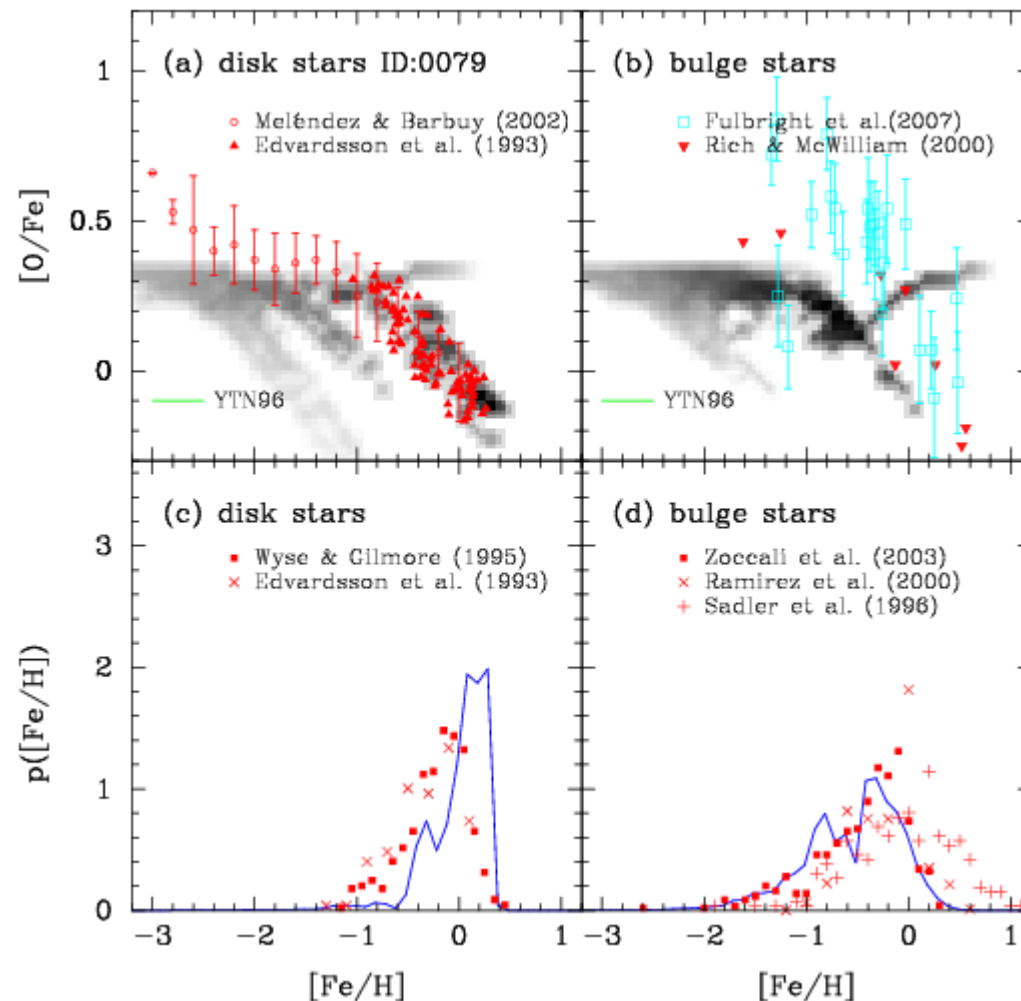 (a) disk stars ID:0079
Meléndez & Barbuy (2002)
Edvardsson et al. (1993)
YTN96
(b) bulge stars
Fulbright et al.(2007)
Rich & McWilliam (2000)
YTN96
[O/Fe]
1
0.5
0
(c) disk stars
Wyse & Gilmore (1995)
Edvardsson et al. (1993)
(d) bulge stars
Zoccali et al. (2003)
Ramirez et al. (2000)
Sadler et al. (1996)
p([Fe/H])
3
2
1
0
−3 −2 −1 0 1
−3 −2 −1 0 1
[Fe/H]
[Fe/H]